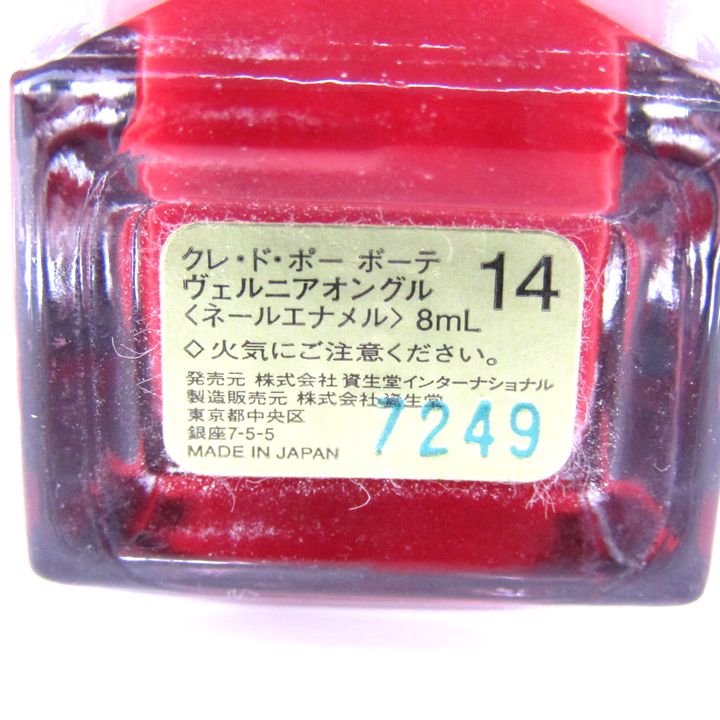 クレ・ド・ポー ボーテ 14
ヴェルニアオングル
〈ネールエナメル〉 8mL
◇火気にご注意ください。
発売元 株式会社 資生堂インターナショナル
製造販売元 株式会社 資生堂
東京都中央区
銀座7-5-5
MADE IN JAPAN
7249